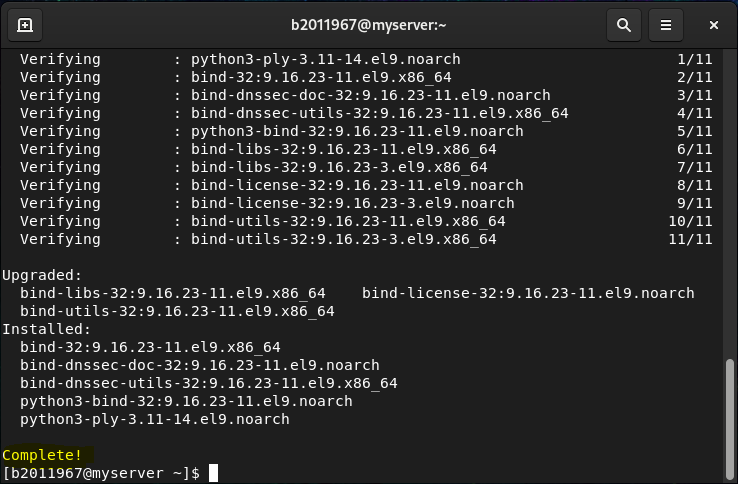 b2011967@myserver:~
Verifying : python3-ply-3.11-14.el9.noarch 1/11
Verifying : bind-32:9.16.23-11.el9.x86_64 2/11
Verifying : bind-dnssec-doc-32:9.16.23-11.el9.noarch 3/11
Verifying : bind-dnssec-utils-32:9.16.23-11.el9.x86_64 4/11
Verifying : python3-bind-32:9.16.23-11.el9.noarch 5/11
Verifying : bind-libs-32:9.16.23-11.el9.x86_64 6/11
Verifying : bind-libs-32:9.16.23-3.el9.x86_64 7/11
Verifying : bind-license-32:9.16.23-11.el9.noarch 8/11
Verifying : bind-license-32:9.16.23-3.el9.noarch 9/11
Verifying : bind-utils-32:9.16.23-11.el9.x86_64 10/11
Verifying : bind-utils-32:9.16.23-3.el9.x86_64 11/11
Upgraded:
bind-libs-32:9.16.23-11.el9.x86_64 bind-license-32:9.16.23-11.el9.noarch
bind-utils-32:9.16.23-11.el9.x86_64
Installed:
bind-32:9.16.23-11.el9.x86_64
bind-dnssec-doc-32:9.16.23-11.el9.noarch
bind-dnssec-utils-32:9.16.23-11.el9.x86_64
python3-bind-32:9.16.23-11.el9.noarch
python3-ply-3.11-14.el9.noarch
Complete!
[b2011967@myserver ~]$